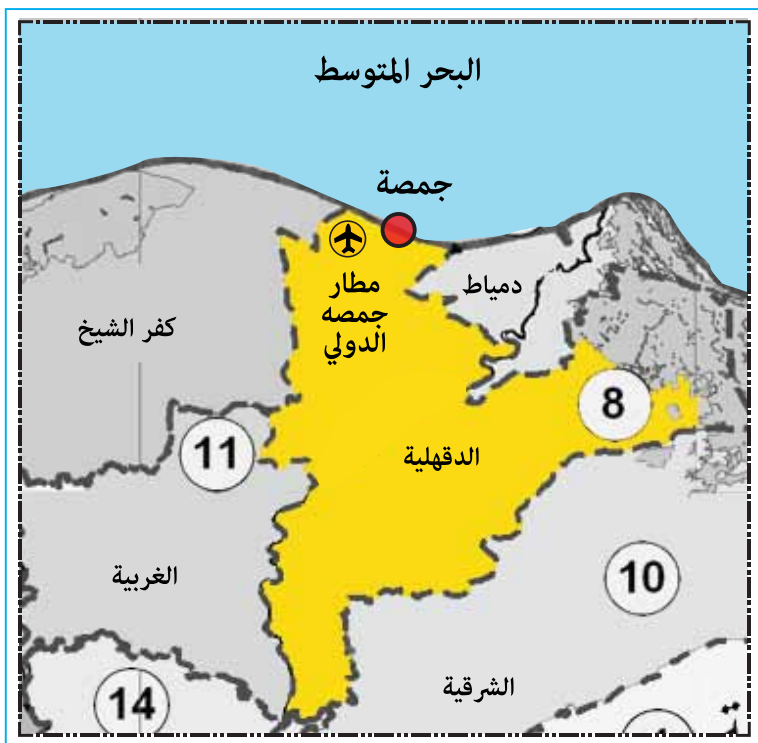 البحر المتوسط
جمصة
مطار
جمصه
الدولي
دمياط
كفر الشيخ
8
11
الدقهلية
الغربية
10
الشرقية
14